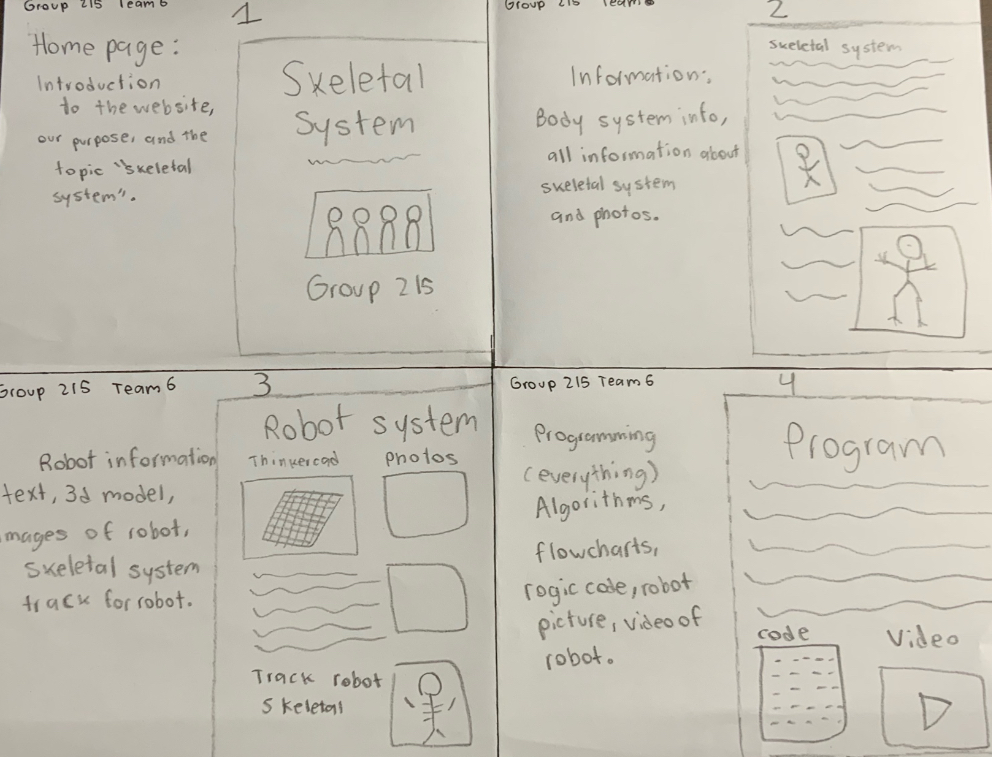 Group 215 Team 6
1
Home page:
Introduction
to the website,
our purpose, and the
topic "skeletal
system".
Skeletal
System
Group 215
Group 215 Team
2
Information:
Body system info,
all information about
skeletal system
and photos.
Skeletal system
Group 215 Team 6
3
Robot information
text, 3d model,
mages of robot,
skeletal system
track for robot.
Robot system
Thinkercad
Photos
Track robot
Skeletal
Group 215 Team 6
4
Programming
(everything)
Algorithms,
flowcharts,
rogic code, robot
picture, video of
robot.
Program
code
Video